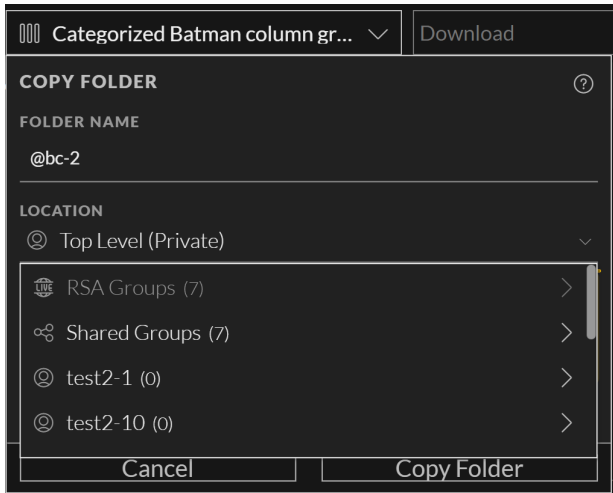 Categorized Batman column gr...
Download
COPY FOLDER
FOLDER NAME
@bc-2
LOCATION
Top Level (Private)
LIVE RSA Groups (7)
Shared Groups (7)
test2-1 (0)
test2-10 (0)
Cancel
Copy Folder